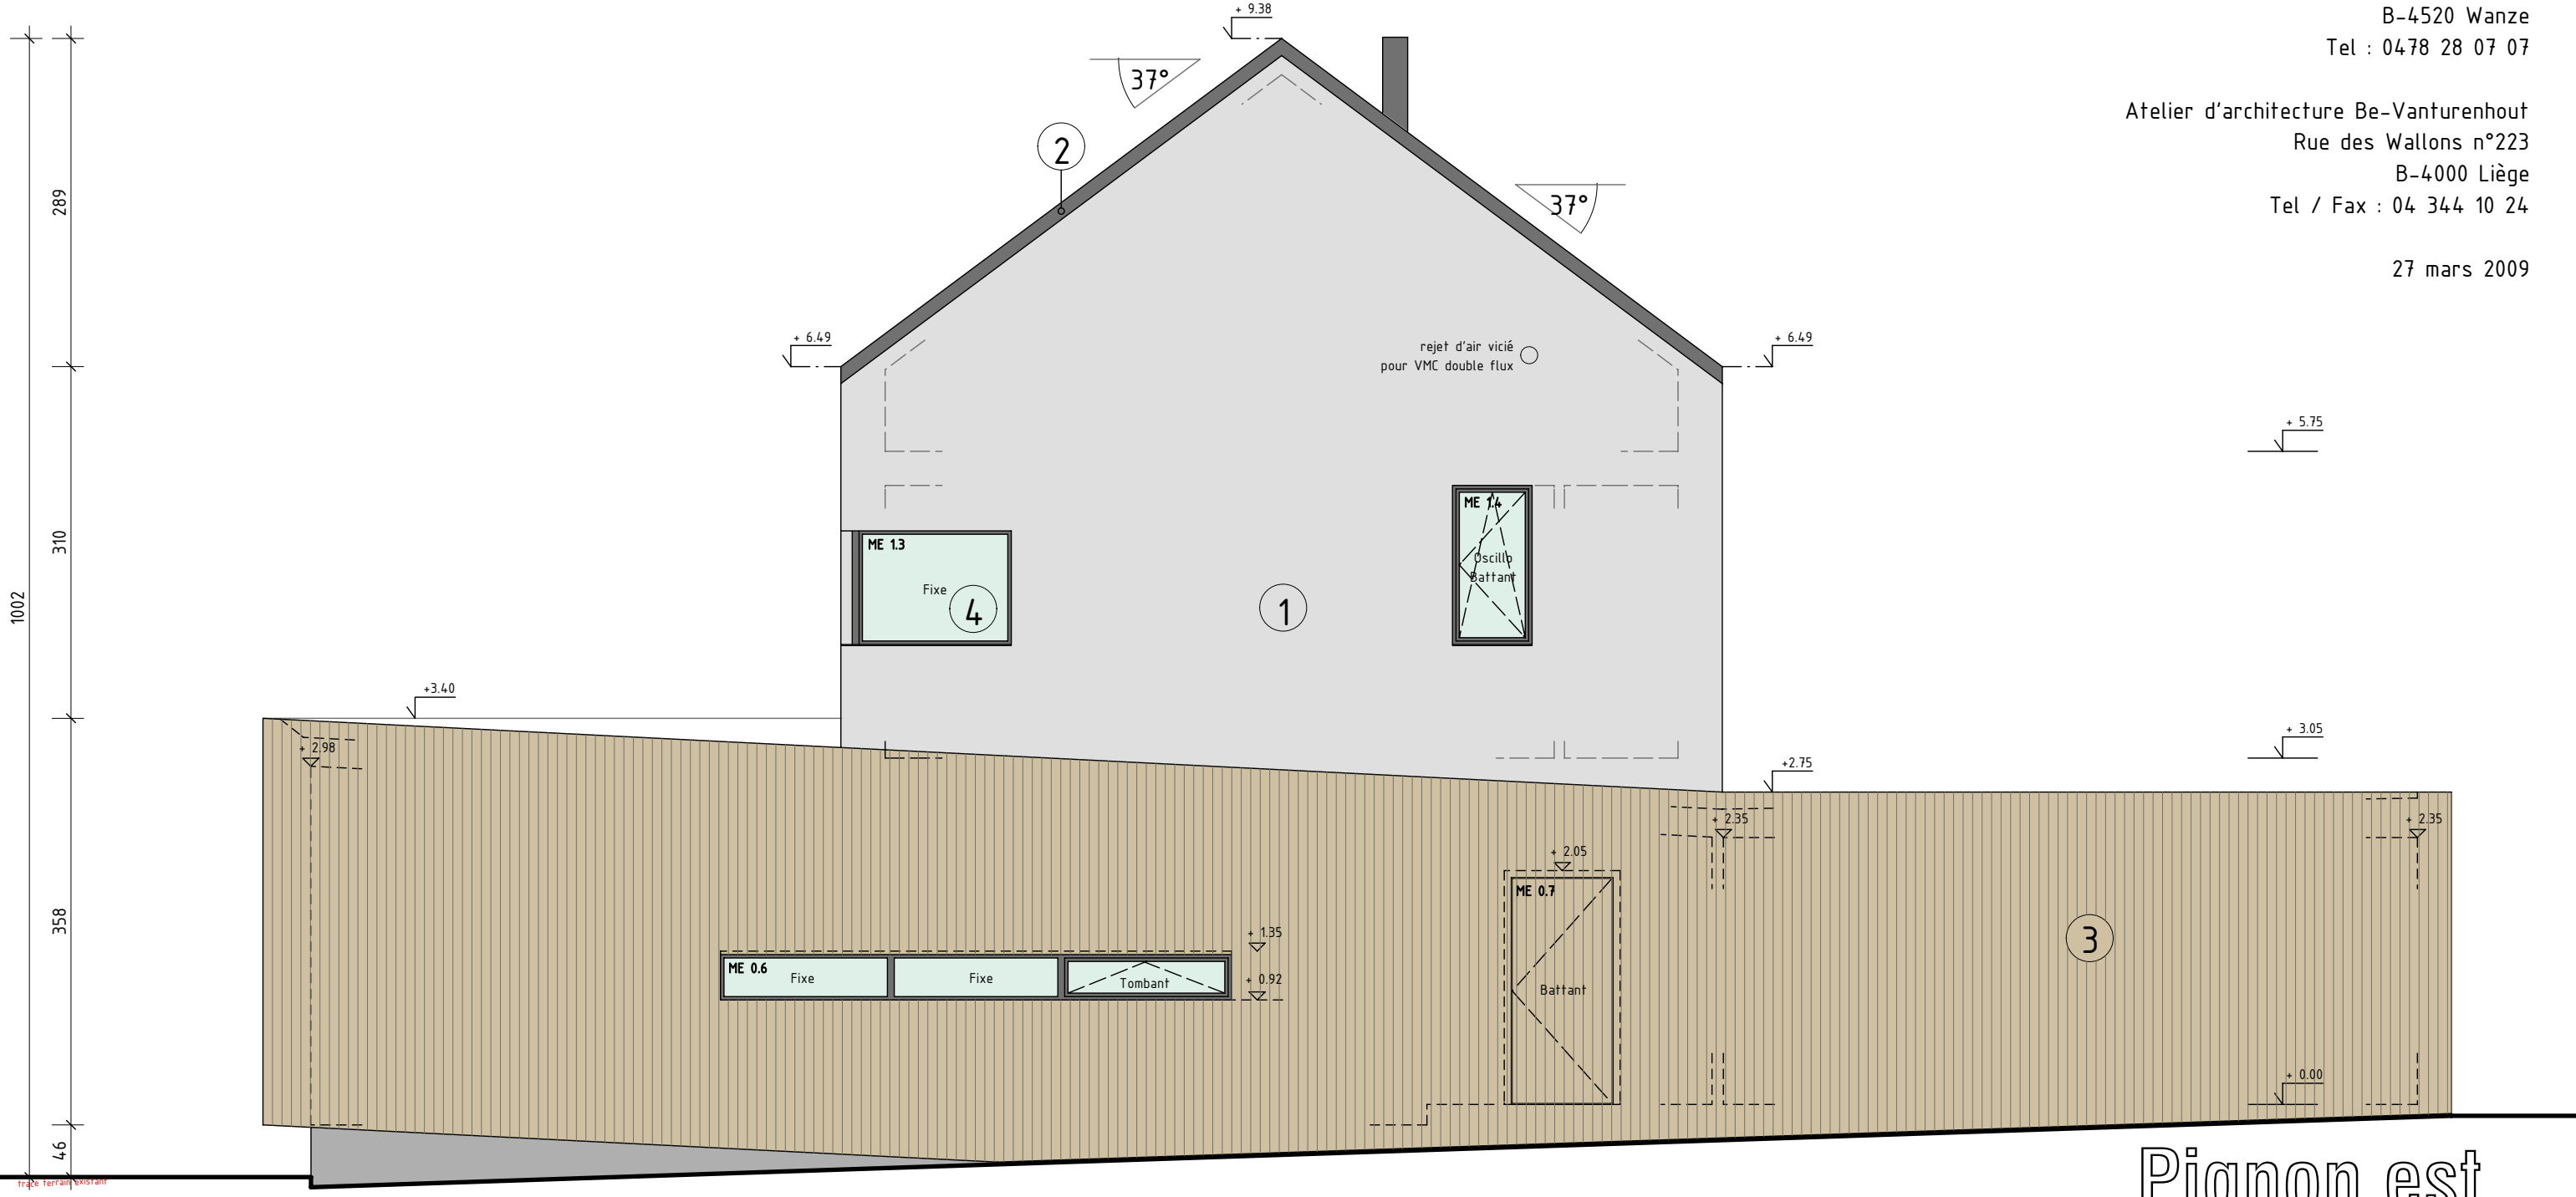 B-4520 Wanze
Tel : 0478 28 07 07
Atelier d'architecture Be-Vanturenhout
Rue des Wallons n°223
B-4000 Liège
Tel / Fax : 04 344 10 24
27 mars 2009
+ 9.38
37°
2
37°
289
+ 6.49
rejet d'air vicié
pour VMC double flux
+ 6.49
+ 5.75
310
1002
ME 1.3
Fixe
4
1
ME 1.4
Oscillo
Battant
+3.40
+ 2.98
+ 3.05
+2.75
+ 2.35
+ 2.35
+ 2.05
ME 0.7
Battant
358
+ 1.35
+ 0.92
ME 0.6
Fixe
Fixe
Tombant
3
+ 0.00
46
tracé terrain existant
Pignon est